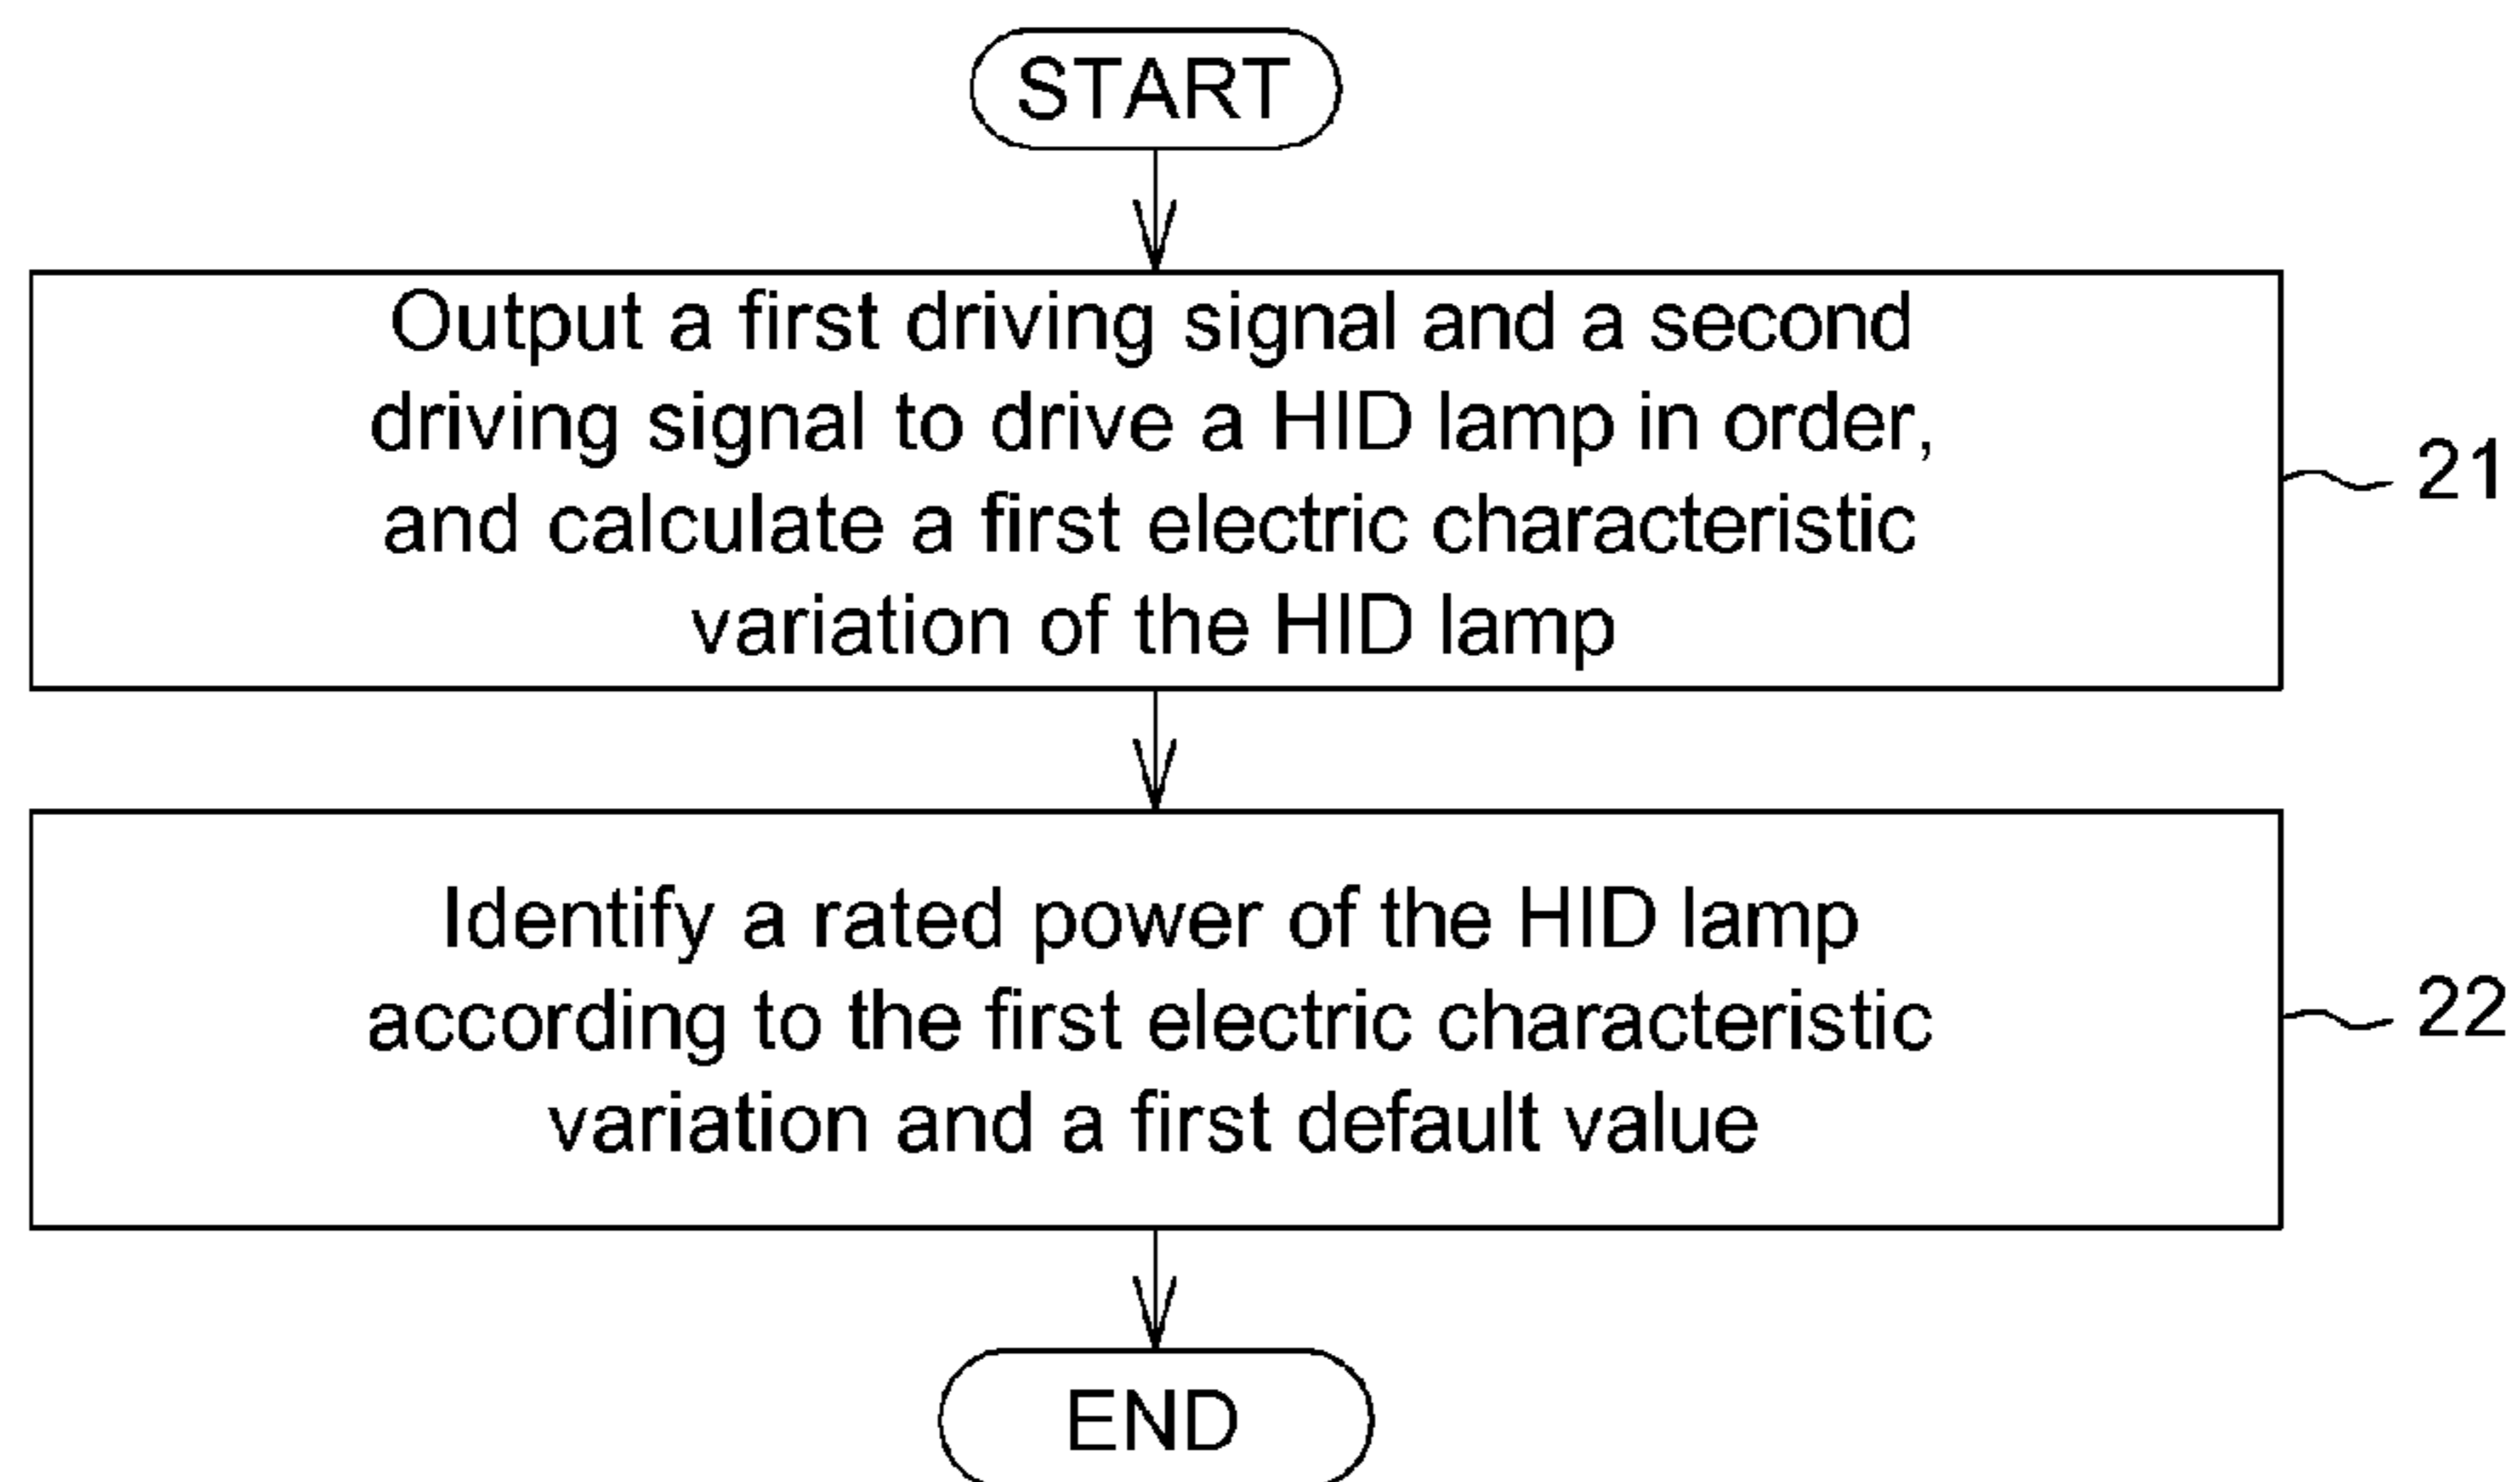 START
Output a first driving signal and a second
driving signal to drive a HID lamp in order,
and calculate a first electric characteristic
variation of the HID lamp
21
Identify a rated power of the HID lamp
according to the first electric characteristic
variation and a first default value
22
END